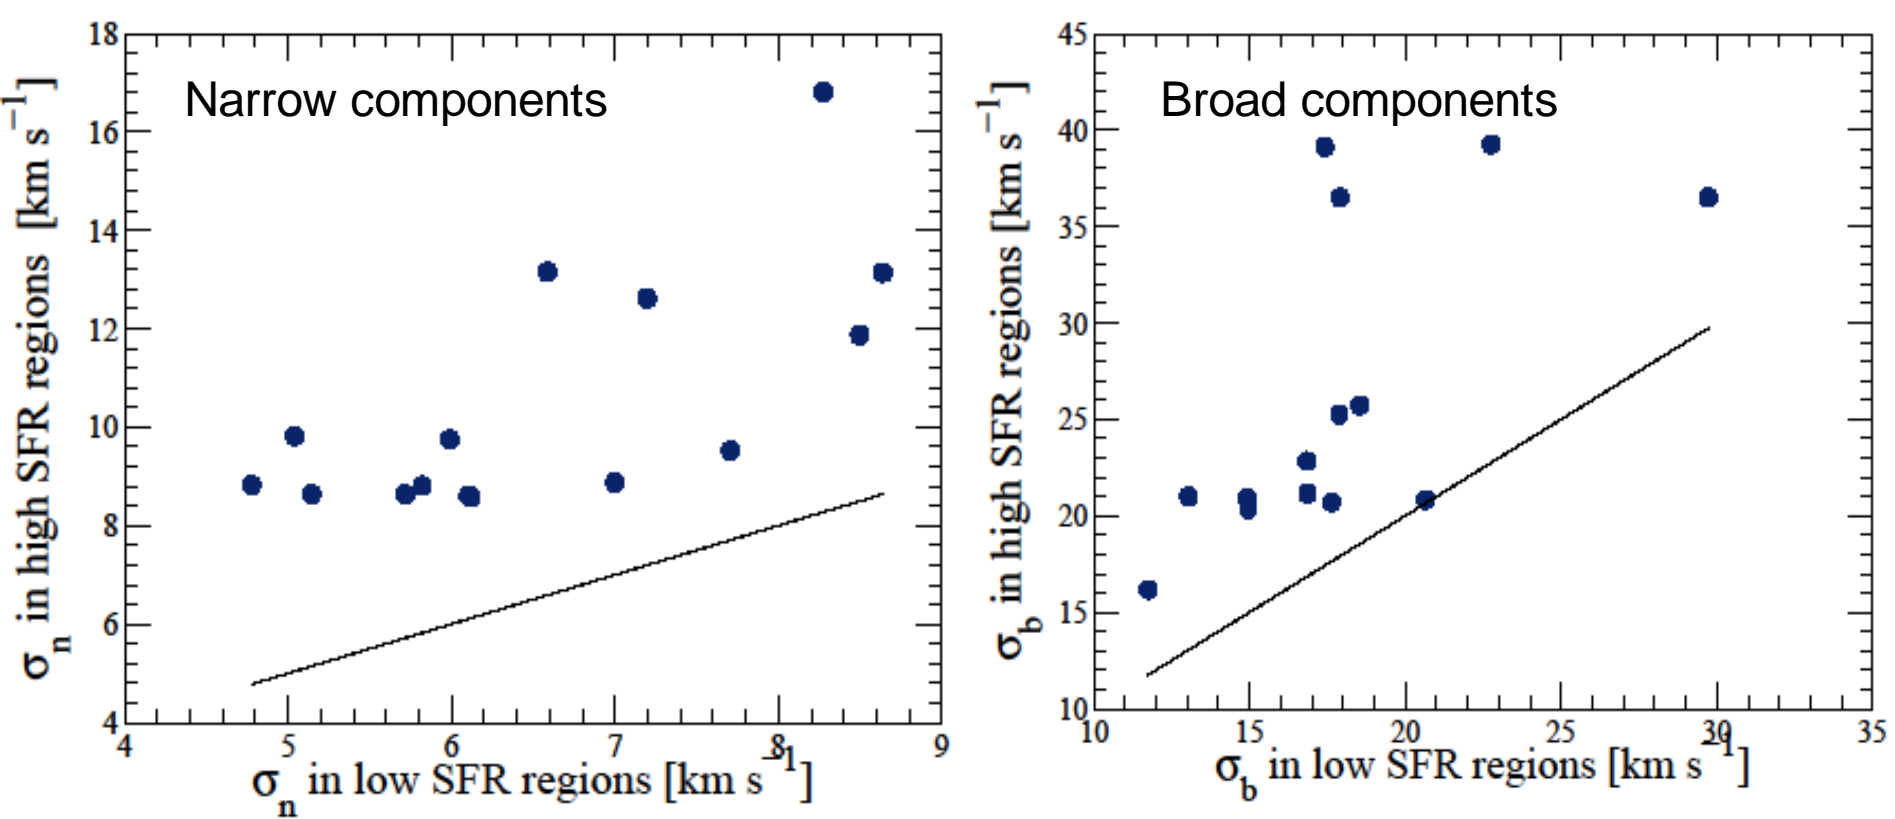 Narrow components
18
16
14
12
10
8
6
4
4 5 6 7 8 9
σn in high SFR regions [km s−1]
σn in low SFR regions [km s−1]
Broad components
45
40
35
30
25
20
15
10
10 15 20 25 30 35
σb in high SFR regions [km s−1]
σb in low SFR regions [km s−1]